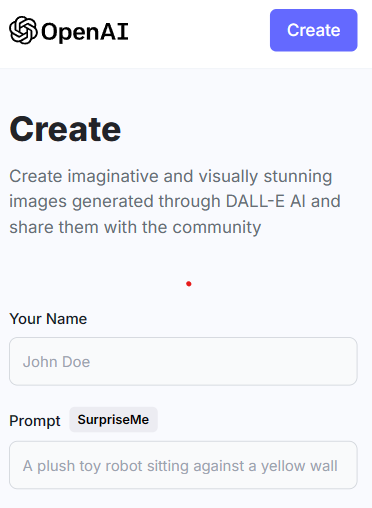 OpenAI
Create
Create
Create imaginative and visually stunning
images generated through DALL-E AI and
share them with the community
Your Name
John Doe
Prompt SurpriseMe
A plush toy robot sitting against a yellow wall